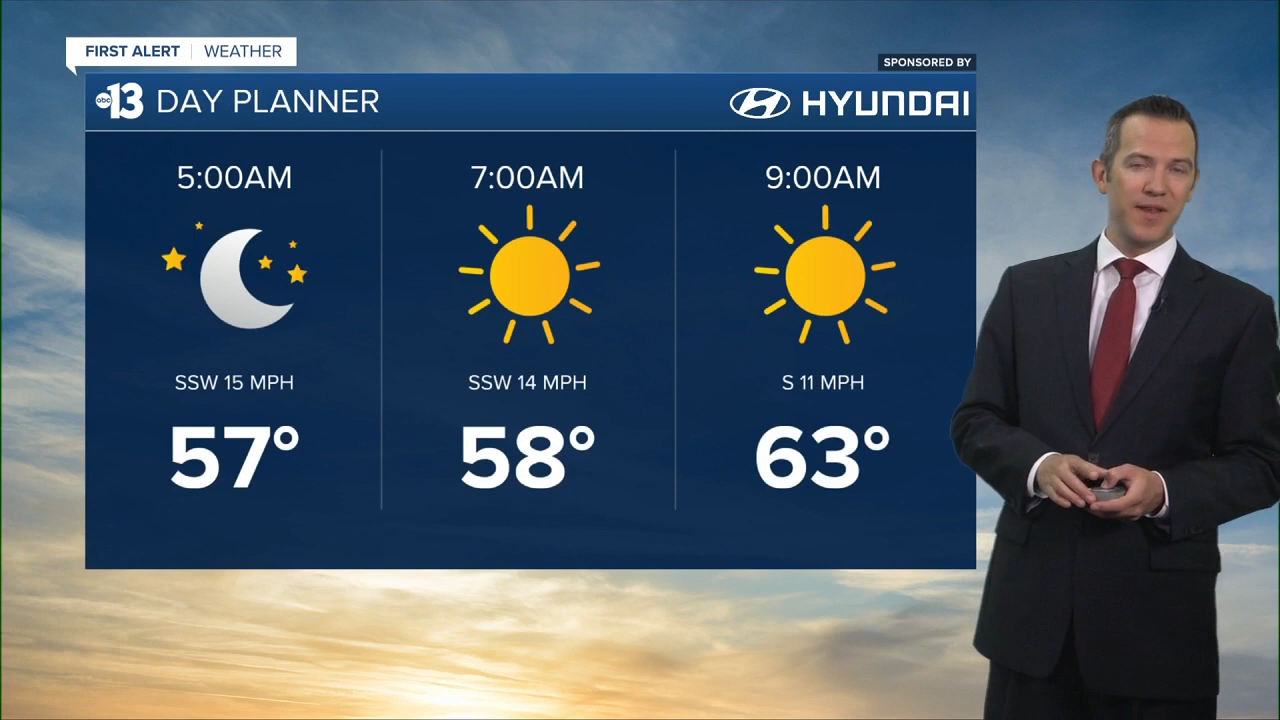 FIRST ALERT | WEATHER
SPONSORED BY
abc 13 DAY PLANNER
HYUNDAI
5:00AM
7:00AM
9:00AM
SSW 15 MPH
SSW 14 MPH
S 11 MPH
57°
58°
63°